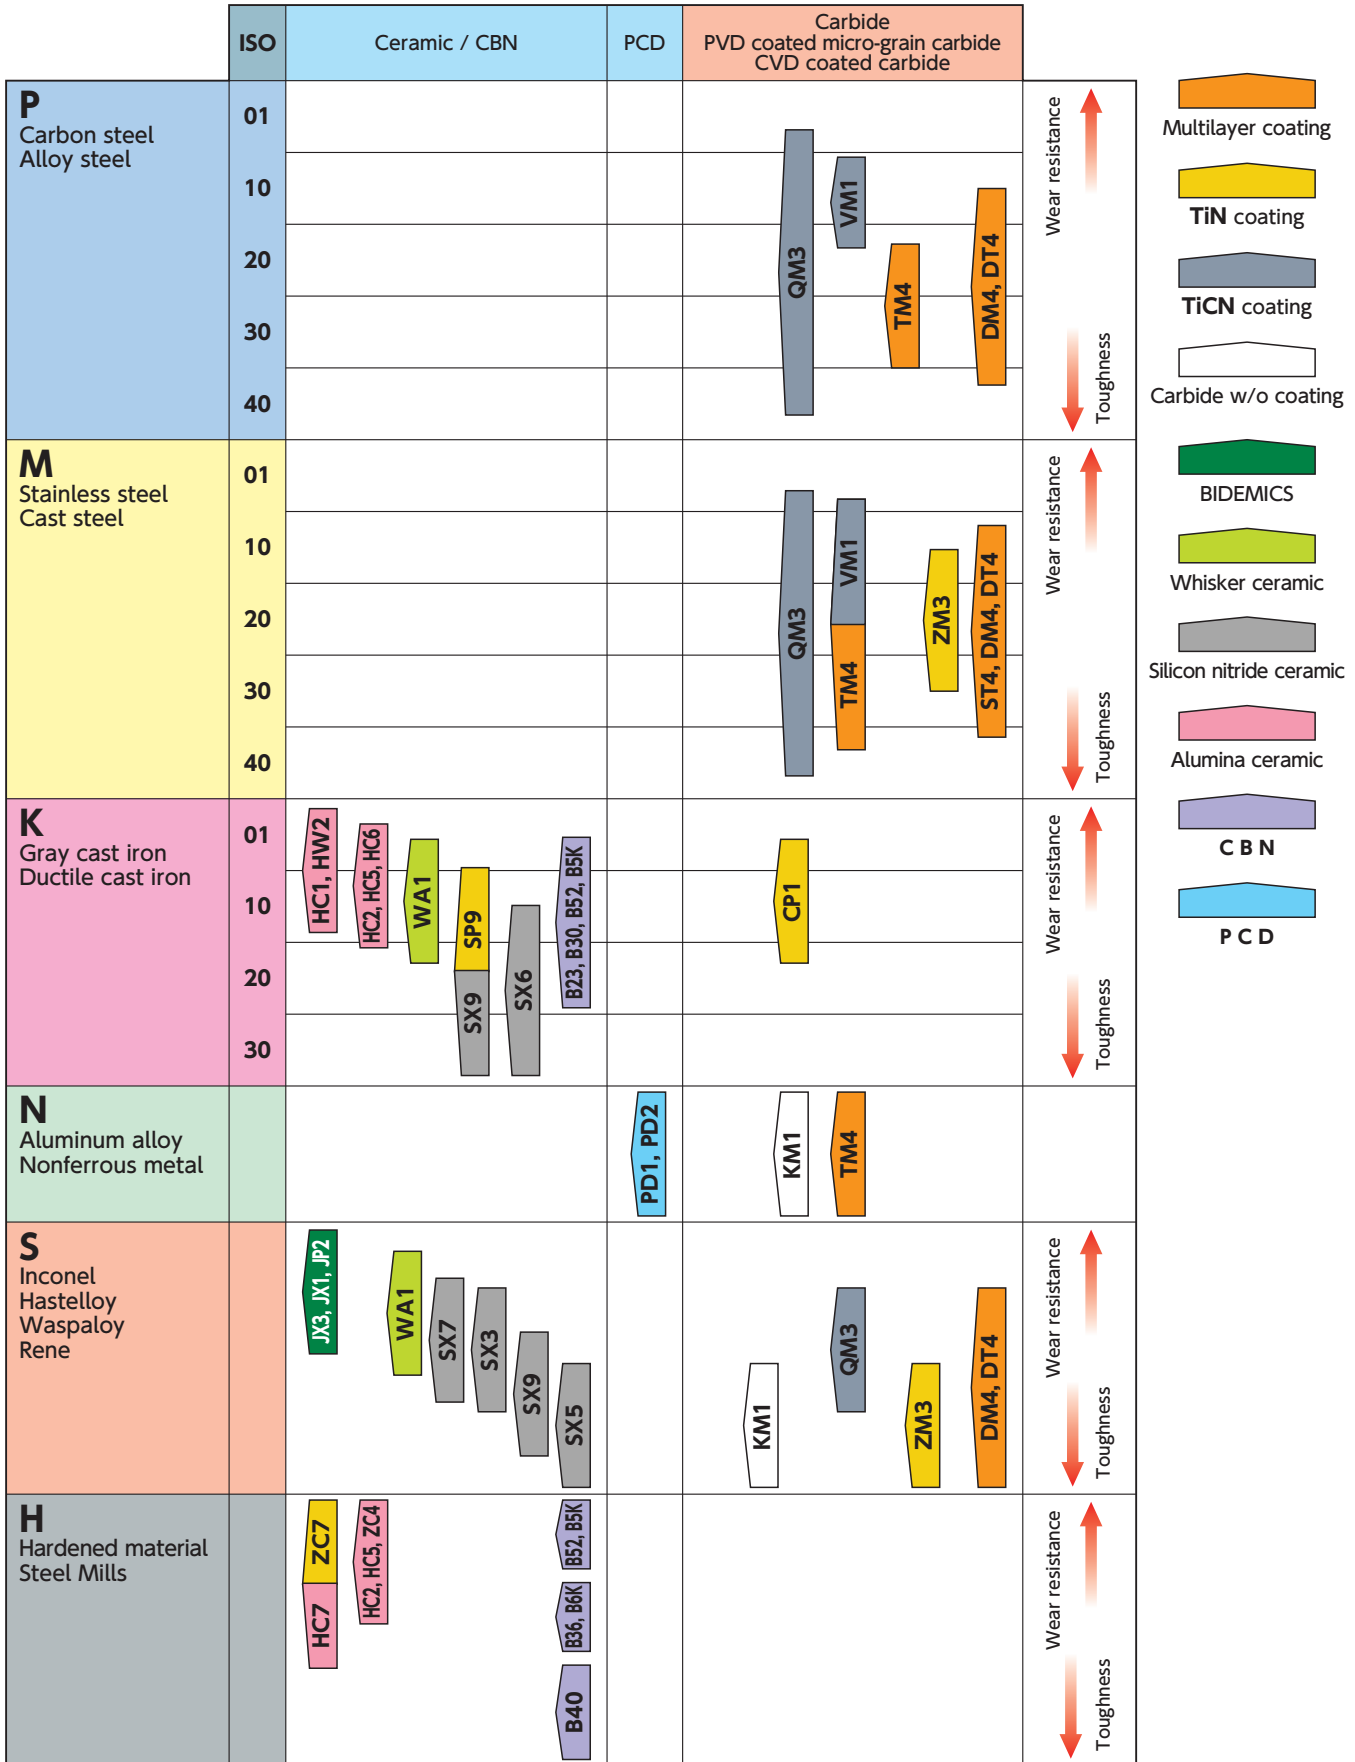 ISO
Ceramic / CBN
PCD
Carbide
PVD coated micro-grain carbide
CVD coated carbide
P
Carbon steel
Alloy steel
01
10
20
30
40
QM3
VM1
TM4
DM4, DT4
Wear resistance
Toughness
M
Stainless steel
Cast steel
01
10
20
30
40
QM3
VM1
TM4
ZM3
ST4, DM4, DT4
Wear resistance
Toughness
K
Gray cast iron
Ductile cast iron
01
10
20
30
HC1, HW2
HC2, HC5, HC6
WA1
SP9
SX9
SX6
B23, B30, B52, B5K
CP1
Wear resistance
Toughness
N
Aluminum alloy
Nonferrous metal
PD1, PD2
KM1
TM4
S
Inconel
Hastelloy
Waspaloy
Rene
JX3, JX1, JP2
WA1
SX7
SX3
SX9
SX5
KM1
QM3
ZM3
DM4, DT4
Wear resistance
Toughness
H
Hardened material
Steel Mills
ZC7
HC7
HC2, HC5, ZC4
B52, B5K
B36, B6K
B40
Wear resistance
Toughness
Multilayer coating
TiN coating
TiCN coating
Carbide w/o coating
BIDEMICS
Whisker ceramic
Silicon nitride ceramic
Alumina ceramic
C B N
P C D